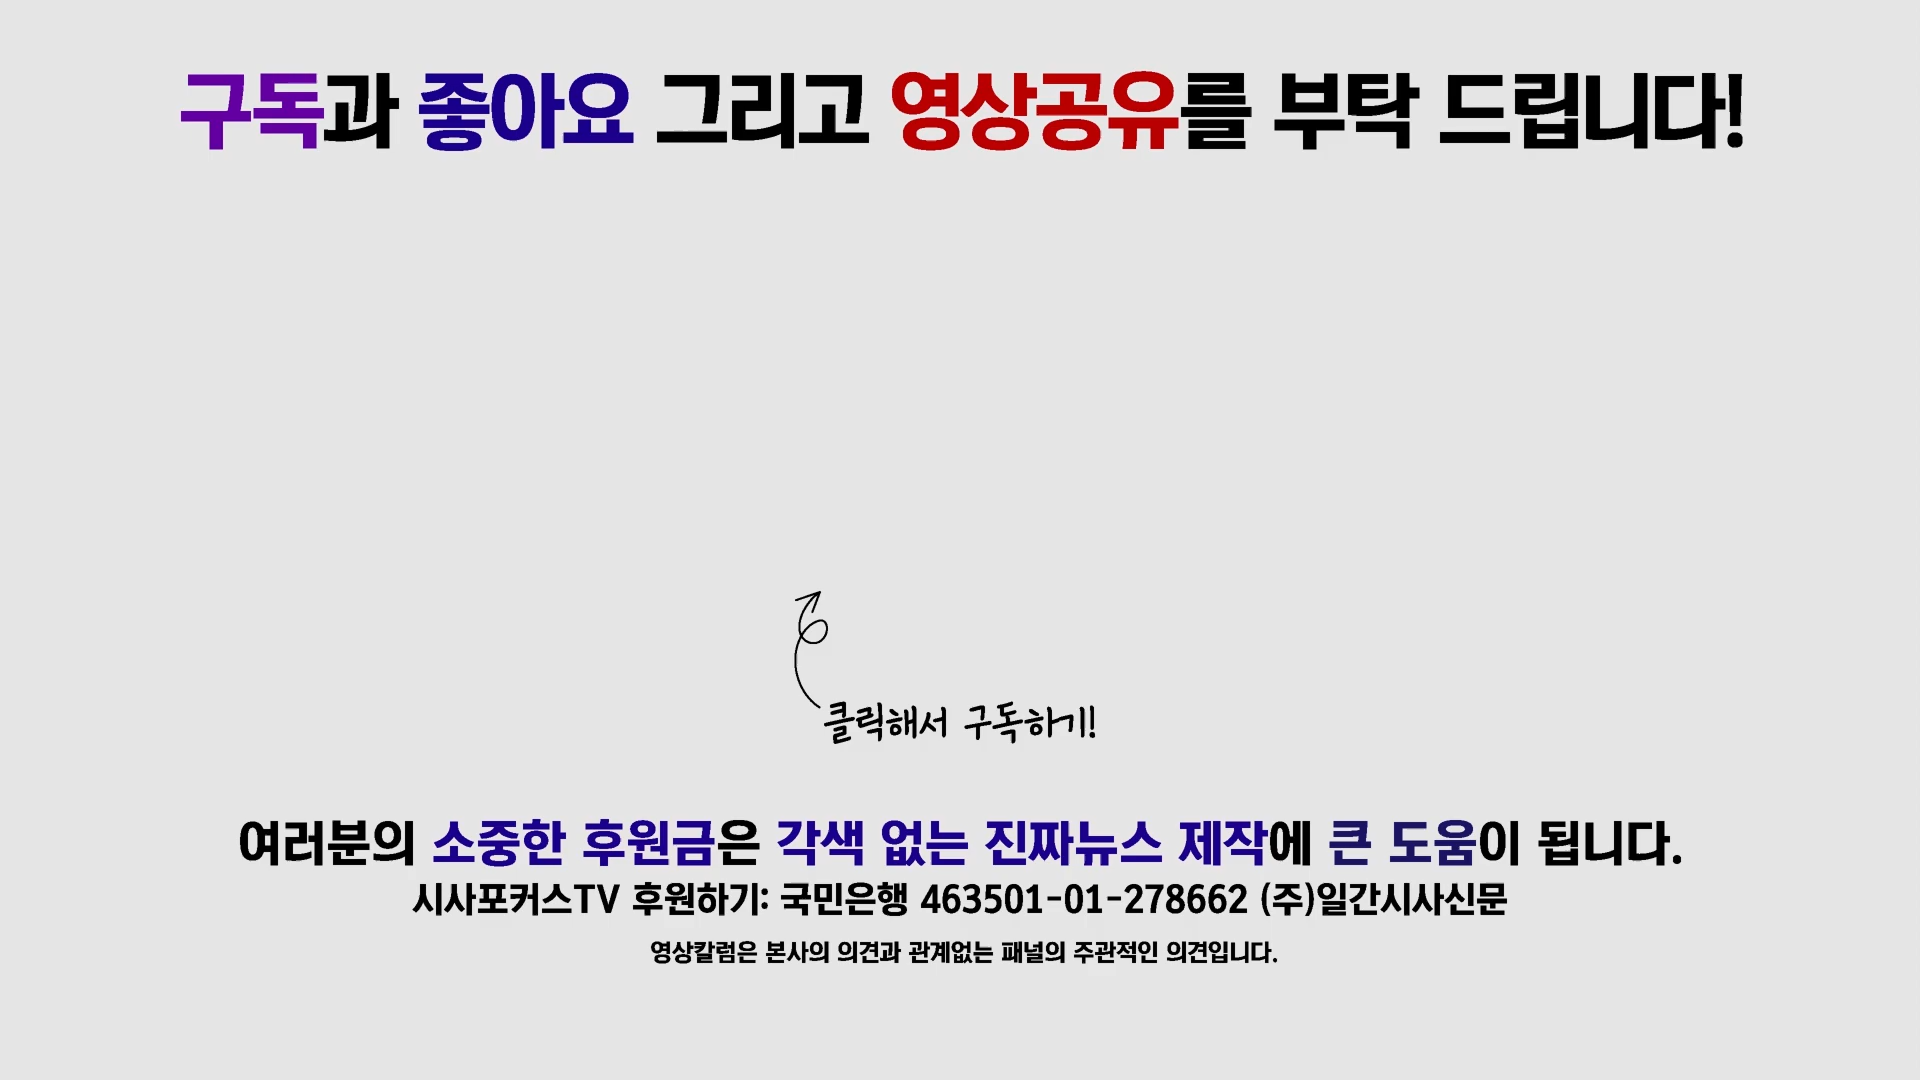 구독과 좋아요 그리고 영상공유를 부탁 드립니다!
클릭해서 구독하기!
여러분의 소중한 후원금은 각색 없는 진짜뉴스 제작에 큰 도움이 됩니다.
시사포커스TV 후원하기: 국민은행 463501-01-278662 (주)일간시사신문
영상칼럼은 본사의 의견과 관계없는 패널의 주관적인 의견입니다.